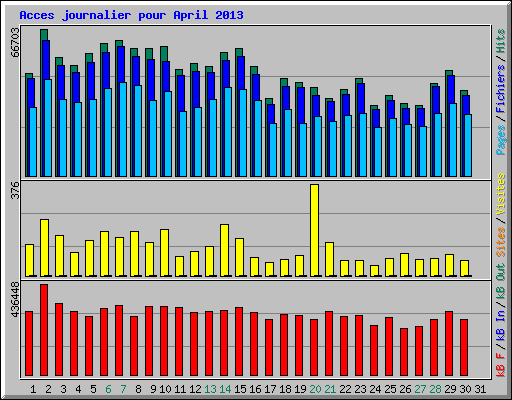 Acces journalier pour April 2013
66703
Pages / Fichiers / Hits
376
Sites / Visites
436448
kB F / kB In / kB Out
1 2 3 4 5 6 7 8 9 10 11 12 13 14 15 16 17 18 19 20 21 22 23 24 25 26 27 28 29 30 31